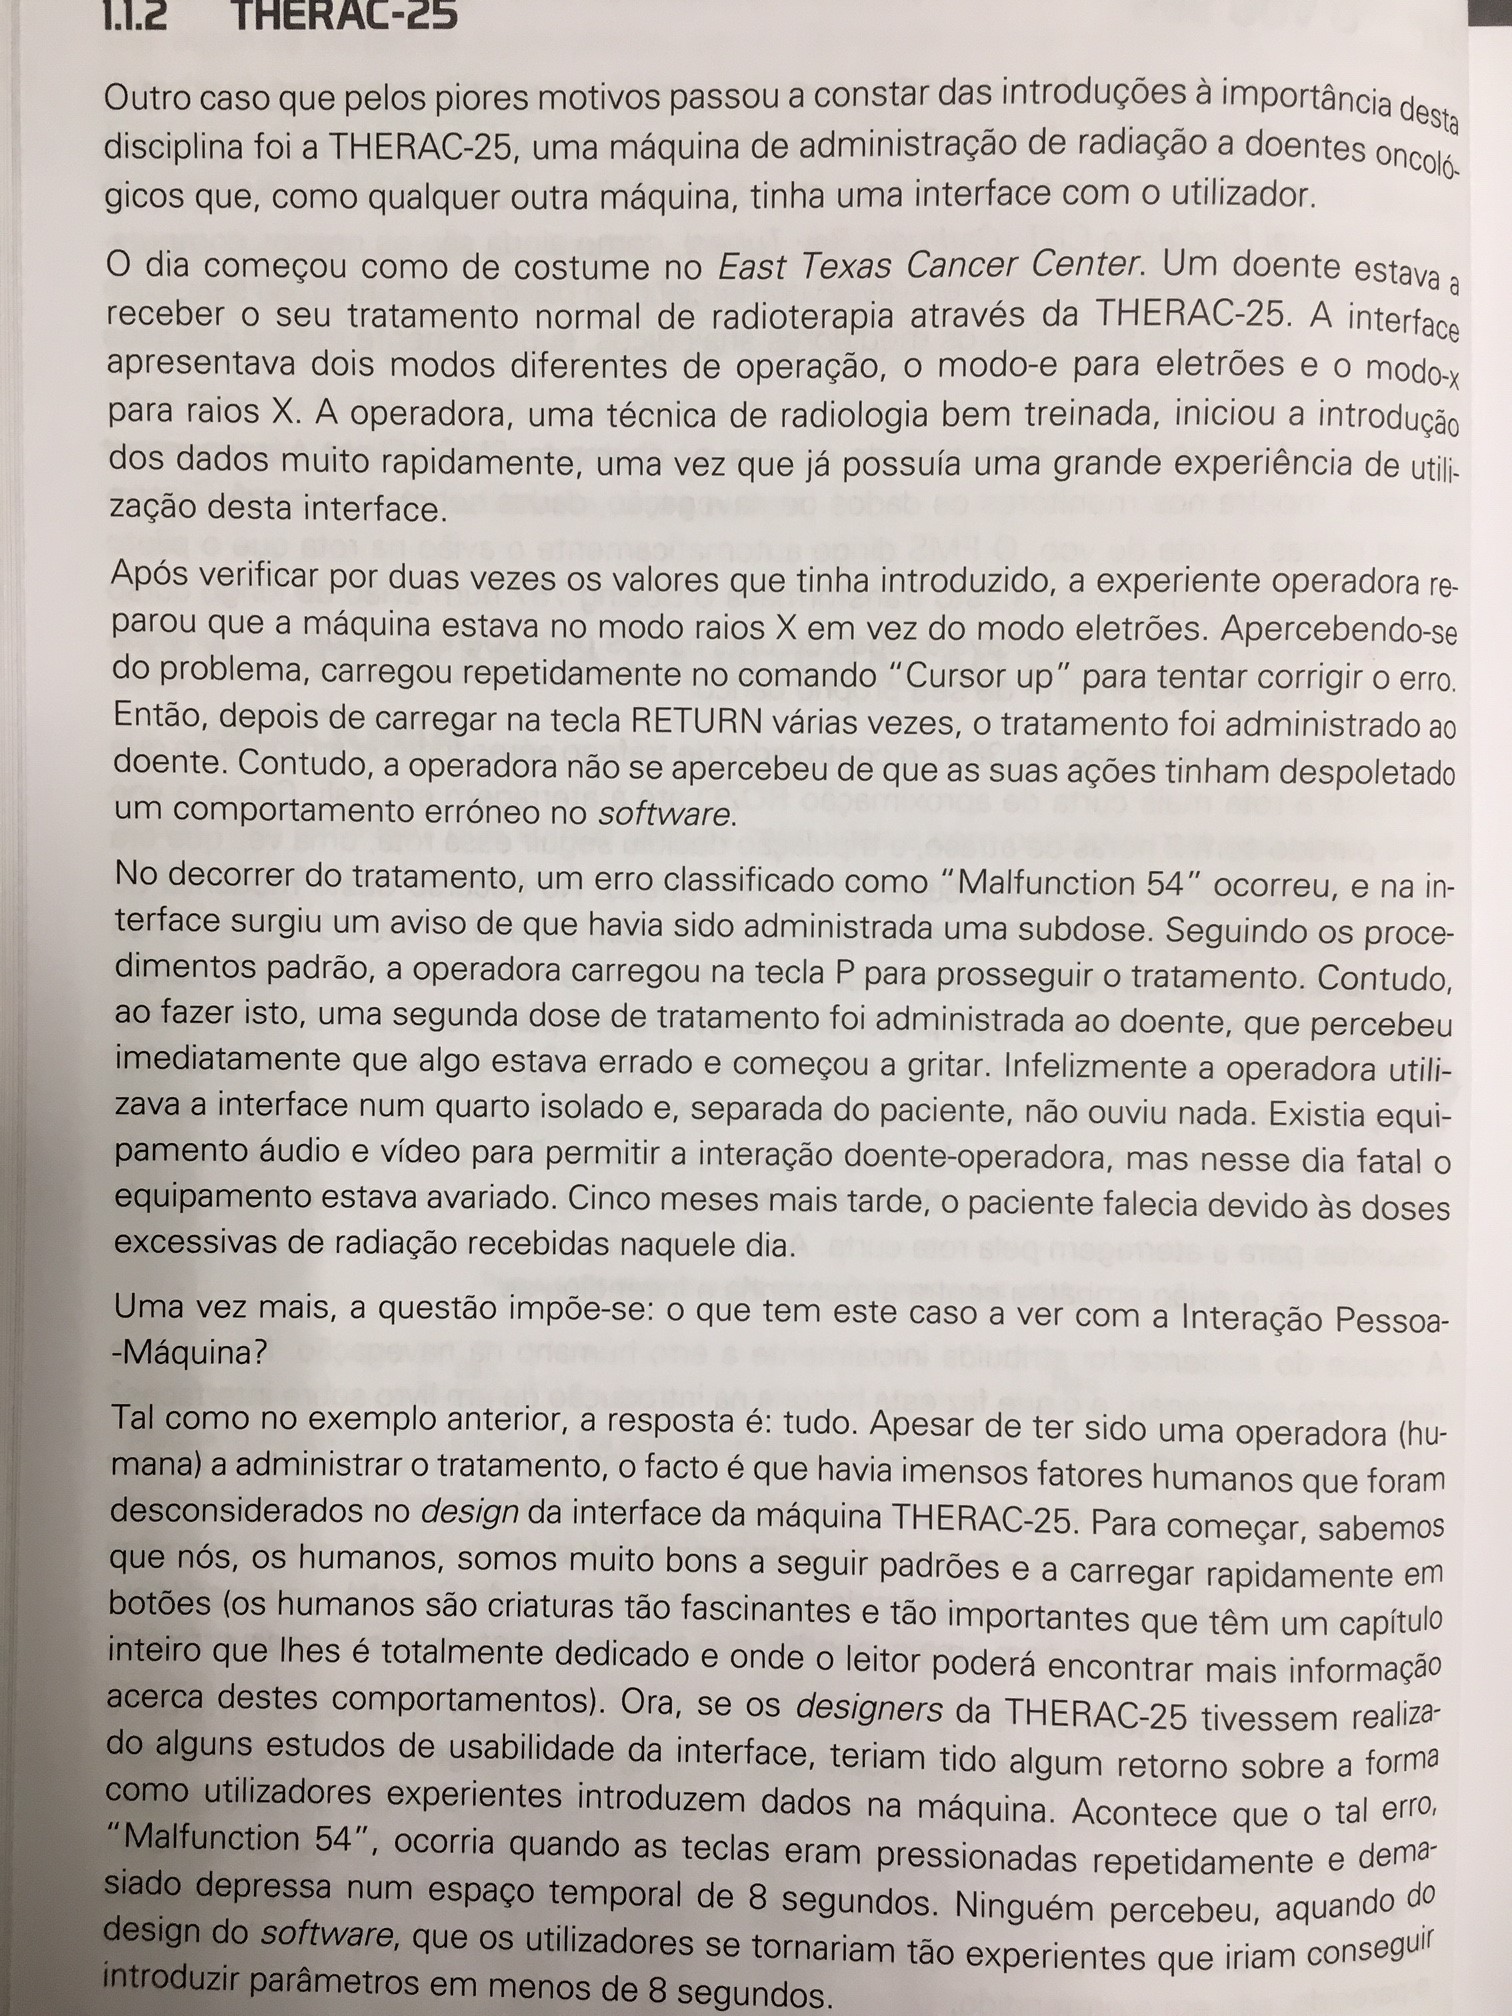 1.1.2 THERAC-25
Outro caso que pelos piores motivos passou a constar das introduções à importância desta
disciplina foi a THERAC-25, uma máquina de administração de radiação a doentes oncoló-
gicos que, como qualquer outra máquina, tinha uma interface com o utilizador.
O dia começou como de costume no East Texas Cancer Center. Um doente estava a
receber o seu tratamento normal de radioterapia através da THERAC-25. A interface
apresentava dois modos diferentes de operação, o modo-e para eletrões e o modo-x
para raios X. A operadora, uma técnica de radiologia bem treinada, iniciou a introdução
dos dados muito rapidamente, uma vez que já possuía uma grande experiência de utili-
zação desta interface.
Após verificar por duas vezes os valores que tinha introduzido, a experiente operadora re-
parou que a máquina estava no modo raios X em vez do modo eletrões. Apercebendo-se
do problema, carregou repetidamente no comando “Cursor up” para tentar corrigir o erro.
Então, depois de carregar na tecla RETURN várias vezes, o tratamento foi administrado ao
doente. Contudo, a operadora não se apercebeu de que as suas ações tinham despoletado
um comportamento erróneo no software.
No decorrer do tratamento, um erro classificado como “Malfunction 54” ocorreu, e na in-
terface surgiu um aviso de que havia sido administrada uma subdose. Seguindo os proce-
dimentos padrão, a operadora carregou na tecla P para prosseguir o tratamento. Contudo,
ao fazer isto, uma segunda dose de tratamento foi administrada ao doente, que percebeu
imediatamente que algo estava errado e começou a gritar. Infelizmente a operadora utili-
zava a interface num quarto isolado e, separada do paciente, não ouviu nada. Existia equi-
pamento áudio e vídeo para permitir a interação doente-operadora, mas nesse dia fatal o
equipamento estava avariado. Cinco meses mais tarde, o paciente falecia devido às doses
excessivas de radiação recebidas naquele dia.
Uma vez mais, a questão impõe-se: o que tem este caso a ver com a Interação Pessoa-
-Máquina?
Tal como no exemplo anterior, a resposta é: tudo. Apesar de ter sido uma operadora (hu-
mana) a administrar o tratamento, o facto é que havia imensos fatores humanos que foram
desconsiderados no design da interface da máquina THERAC-25. Para começar, sabemos
que nós, os humanos, somos muito bons a seguir padrões e a carregar rapidamente em
botões (os humanos são criaturas tão fascinantes e tão importantes que têm um capítulo
inteiro que lhes é totalmente dedicado e onde o leitor poderá encontrar mais informação
acerca destes comportamentos). Ora, se os designers da THERAC-25 tivessem realiza-
do alguns estudos de usabilidade da interface, teriam tido algum retorno sobre a forma
como utilizadores experientes introduzem dados na máquina. Acontece que o tal erro,
“Malfunction 54”, ocorria quando as teclas eram pressionadas repetidamente e dema-
siado depressa num espaço temporal de 8 segundos. Ninguém percebeu, aquando do
design do software, que os utilizadores se tornariam tão experientes que iriam conseguir
introduzir parâmetros em menos de 8 segundos.